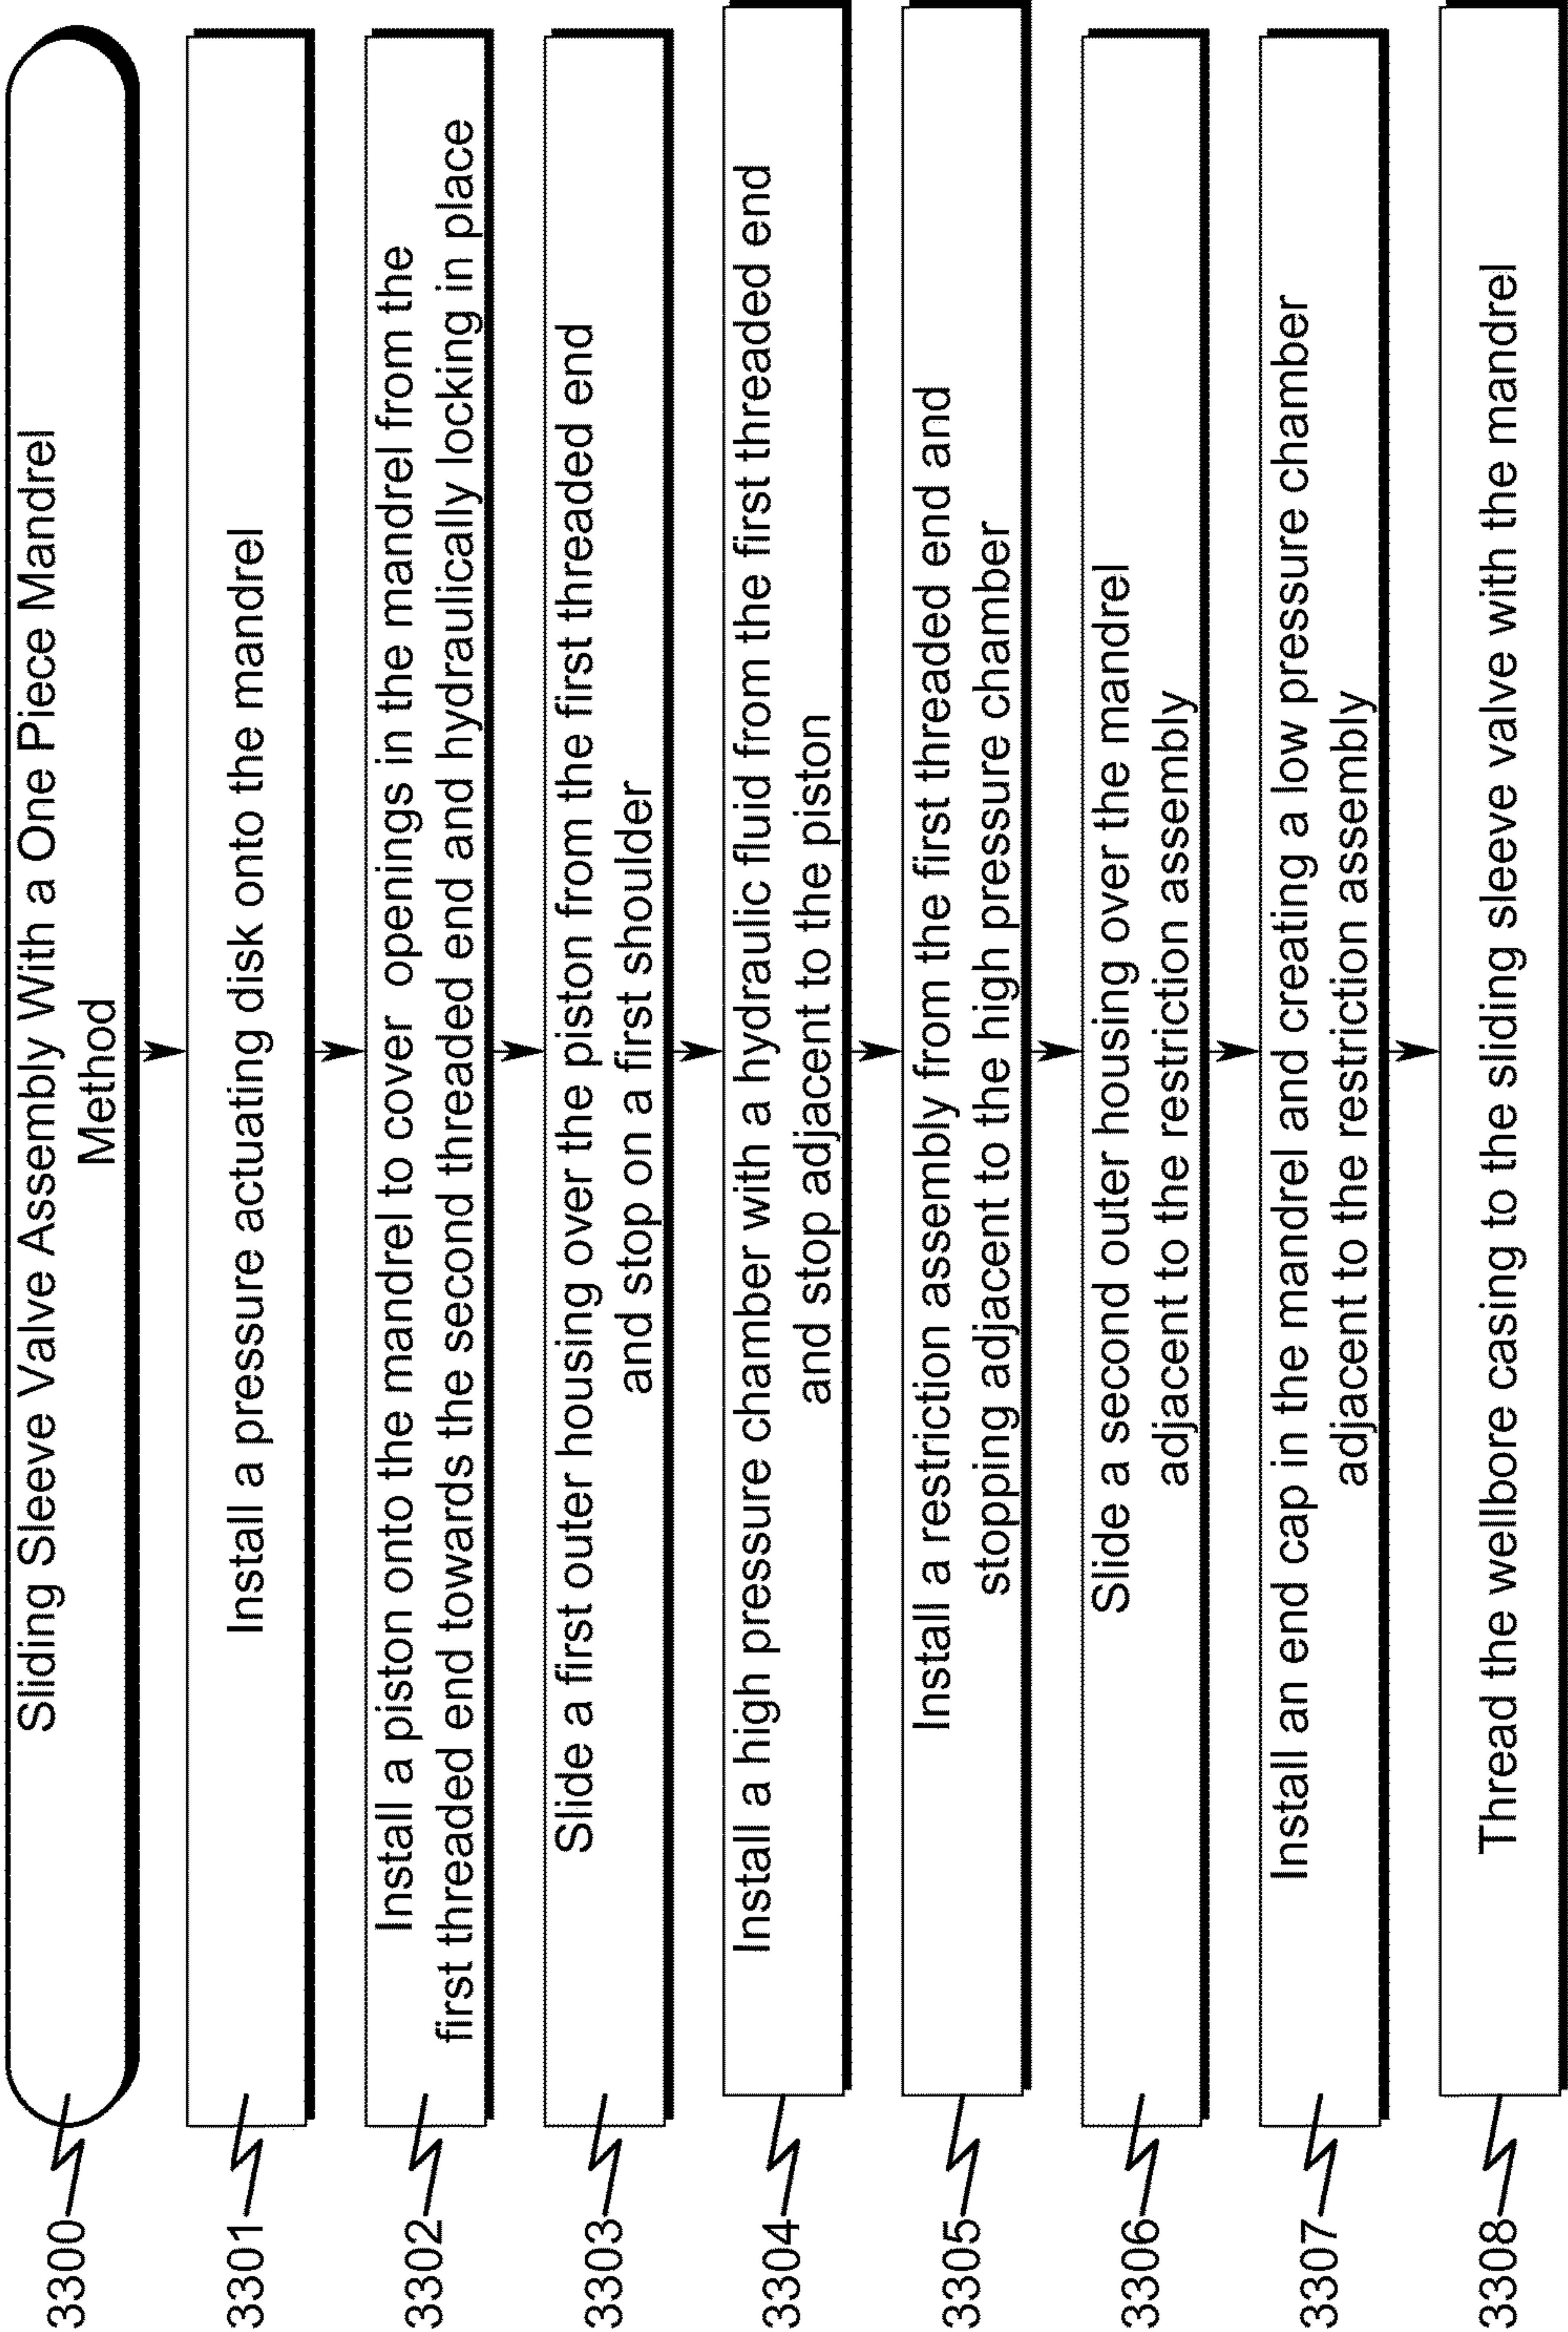 3300
Sliding Sleeve Valve Assembly With a One Piece Mandrel
Method
3301
Install a pressure actuating disk onto the mandrel
3302
Install a piston onto the mandrel to cover openings in the mandrel from the
first threaded end towards the second threaded end and hydraulically locking in place
3303
Slide a first outer housing over the piston from the first threaded end
and stop on a first shoulder
3304
Install a high pressure chamber with a hydraulic fluid from the first threaded end
and stop adjacent to the piston
3305
Install a restriction assembly from the first threaded end and
stopping adjacent to the high pressure chamber
3306
Slide a second outer housing over the mandrel
adjacent to the restriction assembly
3307
Install an end cap in the mandrel and creating a low pressure chamber
adjacent to the restriction assembly
3308
Thread the wellbore casing to the sliding sleeve valve with the mandrel